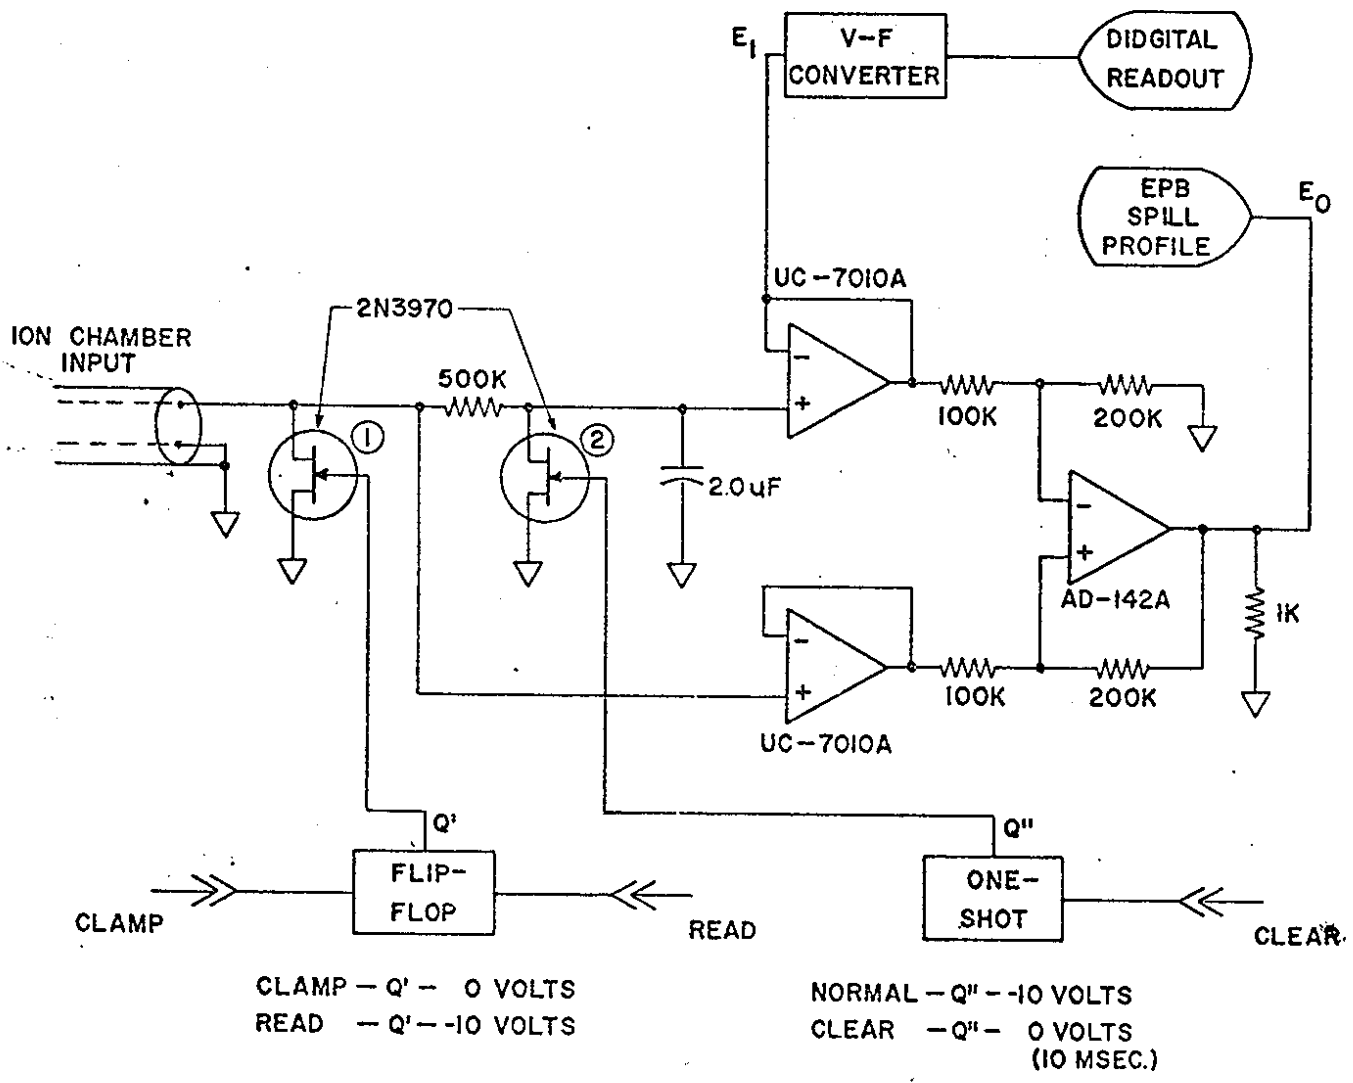 E1
V-F
CONVERTER
DIDGITAL
READOUT
EPB
SPILL
PROFILE
E0
UC-7010A
2N3970
ION CHAMBER
INPUT
500K
1
2
-
+
100K
200K
2.0uF
-
+
AD-142A
1K
-
+
100K
200K
UC-7010A
Q'
Q"
FLIP-
FLOP
ONE-
SHOT
CLAMP
READ
CLEAR
CLAMP - Q' - 0 VOLTS
READ - Q' - -10 VOLTS
NORMAL - Q" - -10 VOLTS
CLEAR - Q" - 0 VOLTS
(10 MSEC.)